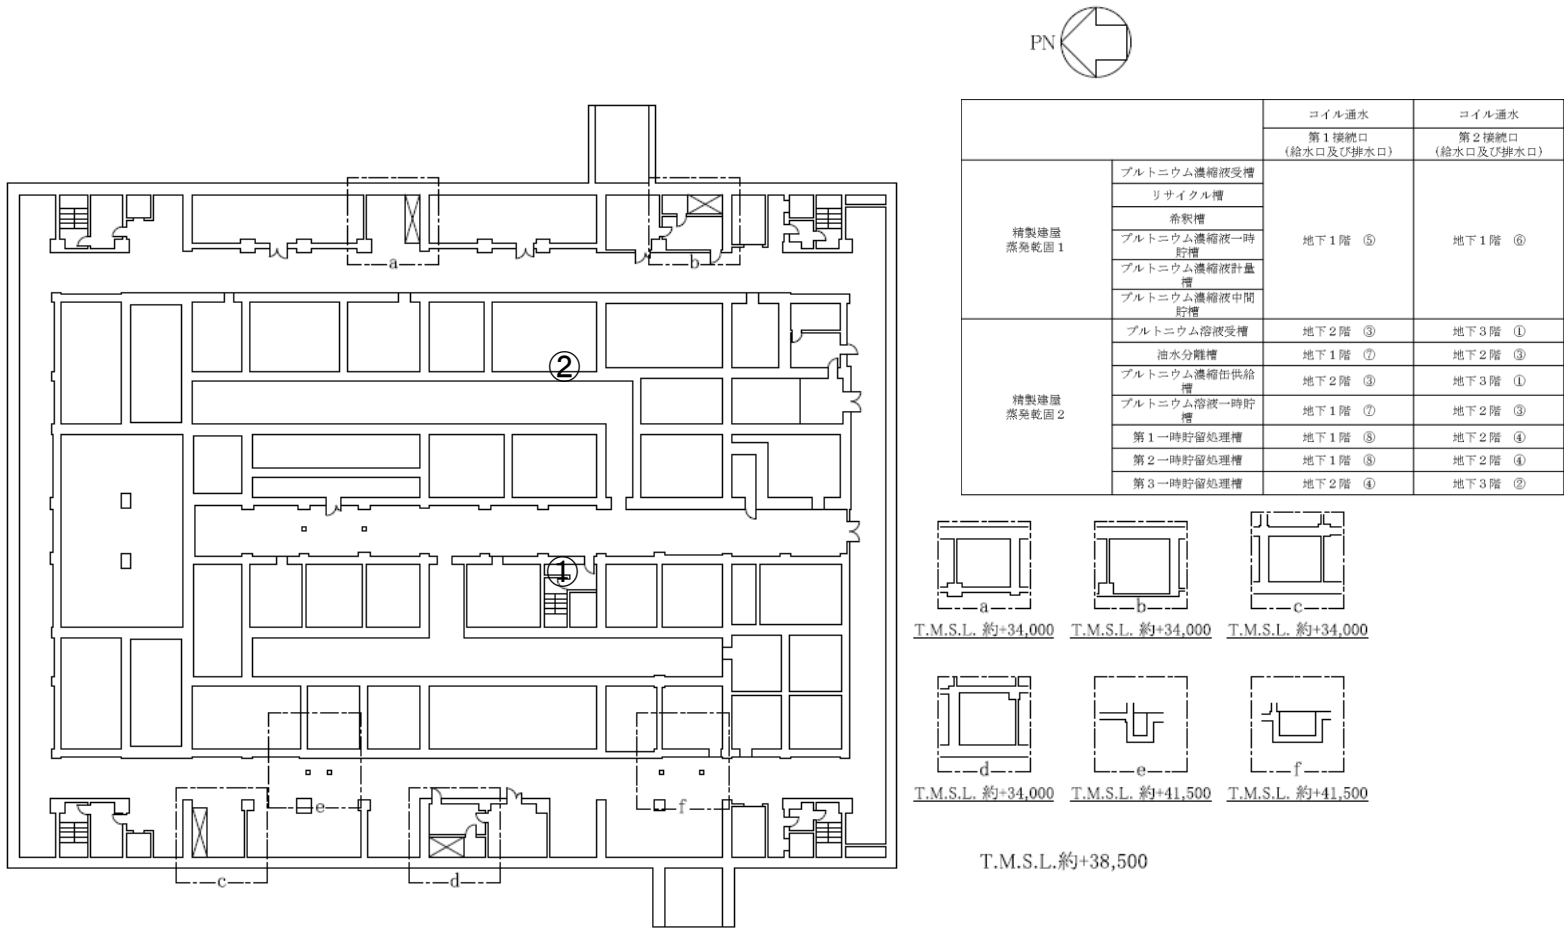 PN
コイル通水
コイル通水
第１接続口
(給水口及び排水口)
第２接続口
(給水口及び排水口)
精製建屋
蒸発乾固１
プルトニウム濃縮液受槽
リサイクル槽
希釈槽
プルトニウム濃縮液一時
貯槽
プルトニウム濃縮液計量
槽
プルトニウム濃縮液中間
貯槽
地下１階 ⑤
地下１階 ⑥
精製建屋
蒸発乾固２
プルトニウム溶液受槽
地下２階 ③
地下３階 ①
油水分離槽
地下１階 ⑦
地下２階 ③
プルトニウム濃縮缶供給
槽
地下２階 ③
地下３階 ①
プルトニウム溶液一時貯
槽
地下１階 ⑦
地下２階 ③
第１一時貯留処理槽
地下１階 ⑧
地下２階 ④
第２一時貯留処理槽
地下１階 ⑧
地下２階 ④
第３一時貯留処理槽
地下２階 ④
地下３階 ②
a
b
②
①
e
f
c
d
a
b
c
T.M.S.L. 約+34,000
T.M.S.L. 約+34,000
T.M.S.L. 約+34,000
d
e
f
T.M.S.L. 約+34,000
T.M.S.L. 約+41,500
T.M.S.L. 約+41,500
T.M.S.L.約+38,500